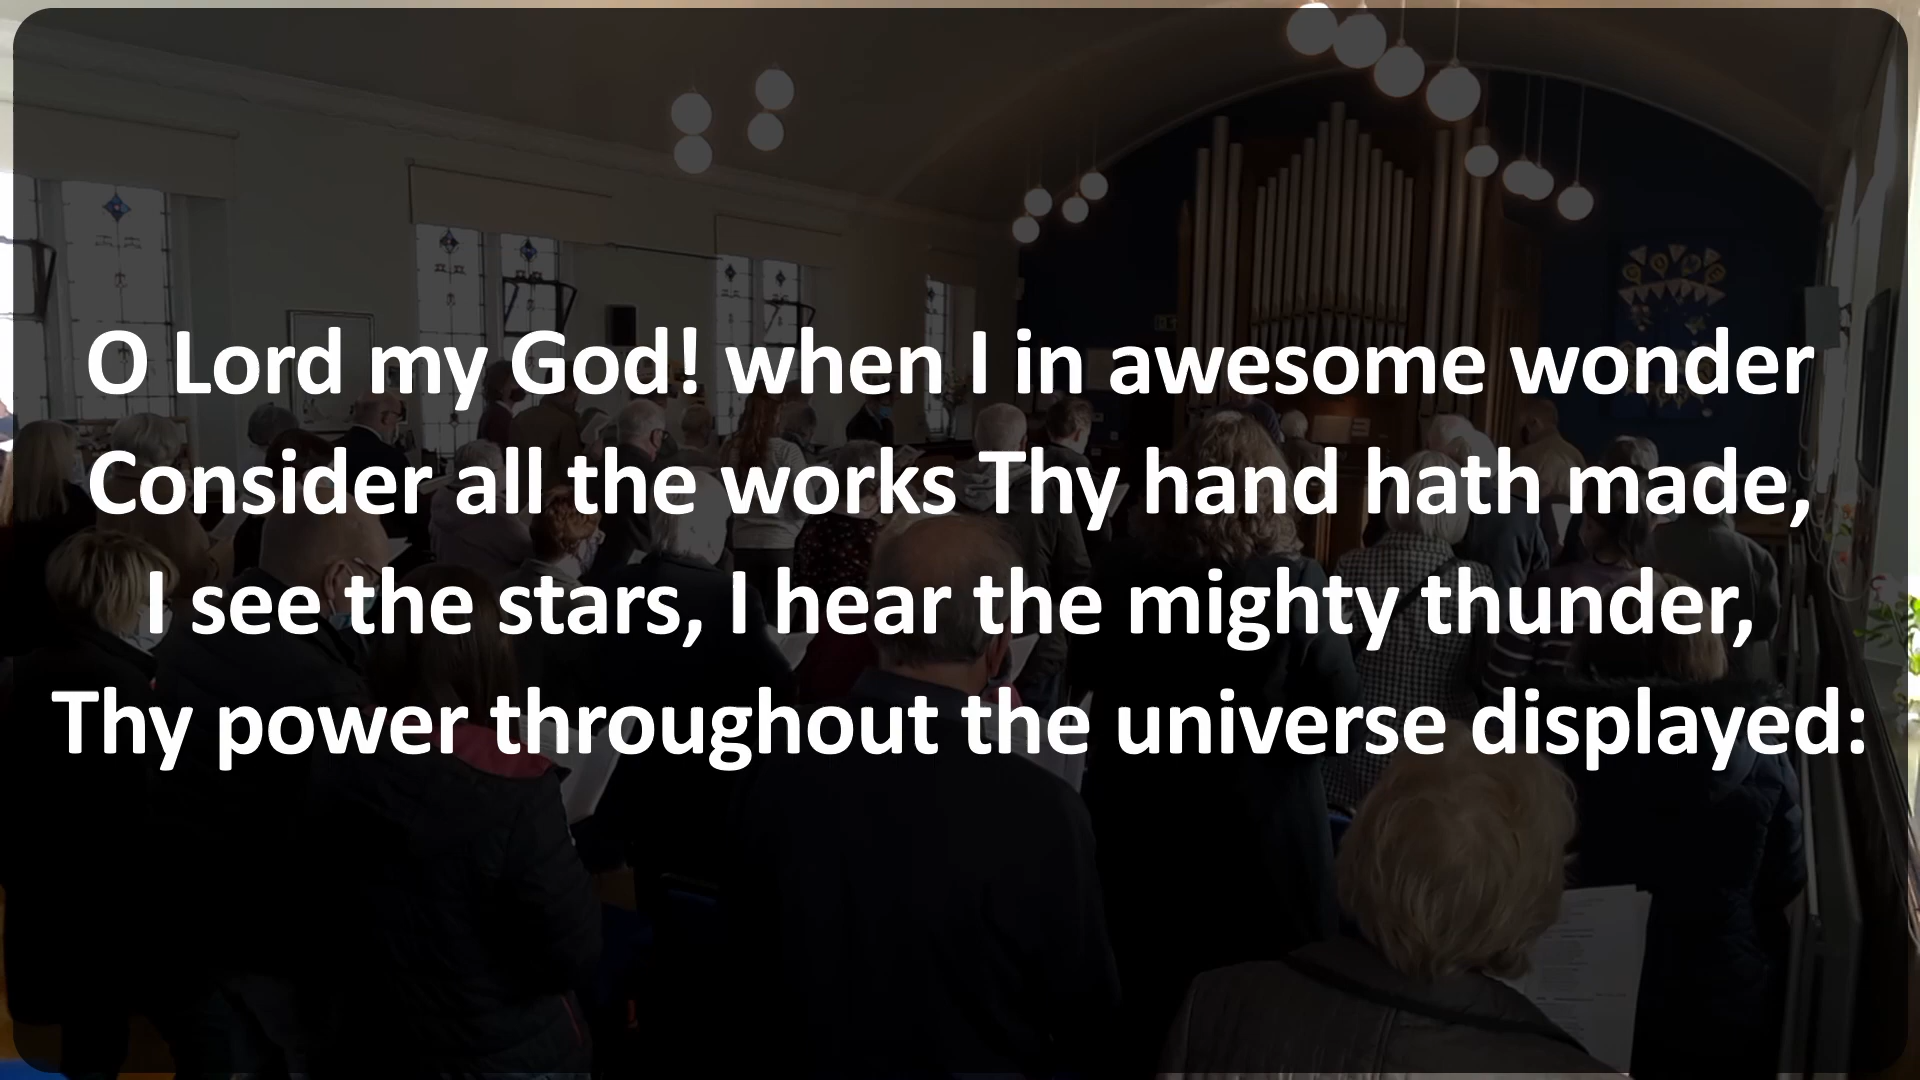 O Lord my God! when I in awesome wonder
Consider all the works Thy hand hath made,
I see the stars, I hear the mighty thunder,
Thy power throughout the universe displayed: